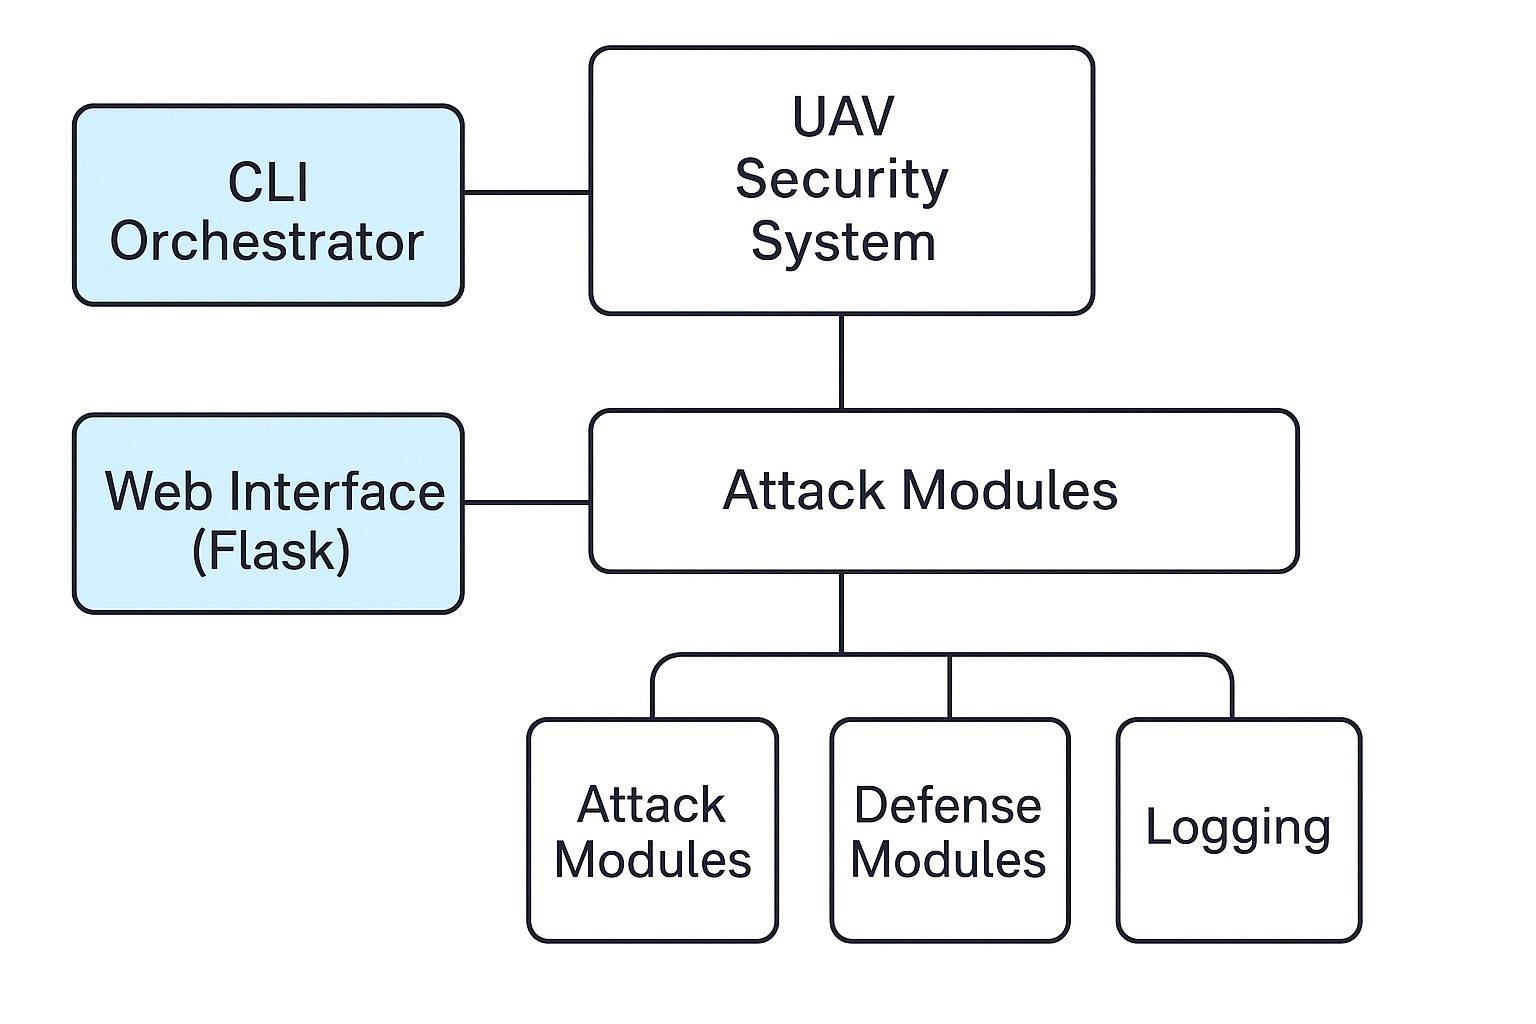 UAV
Security
System
CLI
Orchestrator
Web Interface
(Flask)
Attack Modules
Attack
Modules
Defense
Modules
Logging